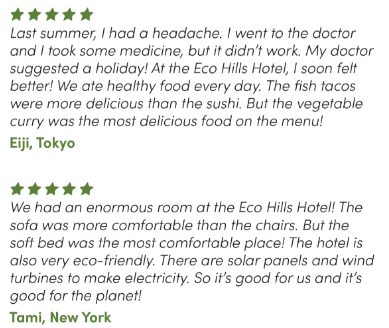 Last summer, I had a headache. I went to the doctor
and I took some medicine, but it didn't work. My doctor
suggested a holiday! At the Eco Hills Hotel, I soon felt
better! We ate healthy food every day. The fish tacos
were more delicious than the sushi. But the vegetable
curry was the most delicious food on the menu!
Eiji, Tokyo
We had an enormous room at the Eco Hills Hotel! The
sofa was more comfortable than the chairs. But the
soft bed was the most comfortable place! The hotel is
also very eco-friendly. There are solar panels and wind
turbines to make electricity. So it's good for us and it's
good for the planet!
Tami, New York